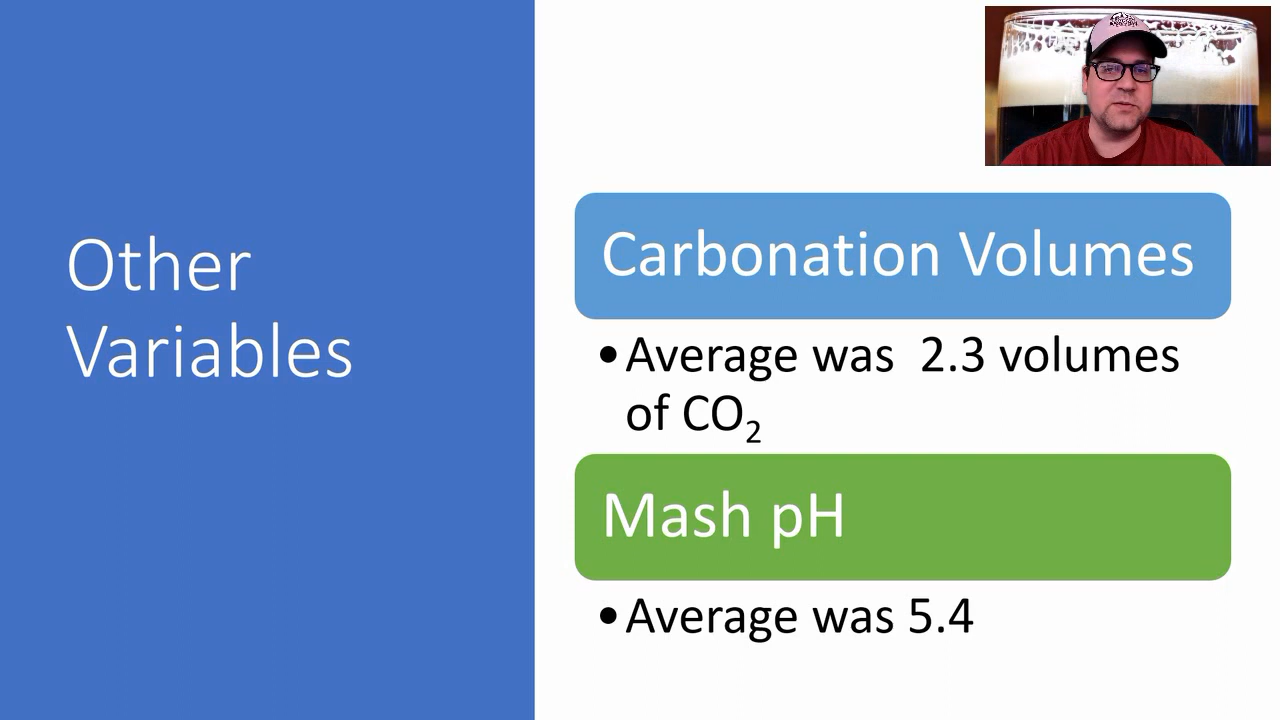 Other
Variables
Carbonation Volumes
•Average was 2.3 volumes
of CO₂
Mash pH
•Average was 5.4